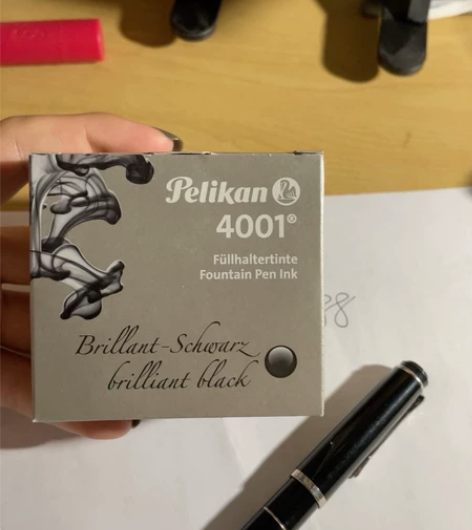 Pelikan
4001®
Füllhaltertinte
Fountain Pen Ink
Brillant-Schwarz
brilliant black